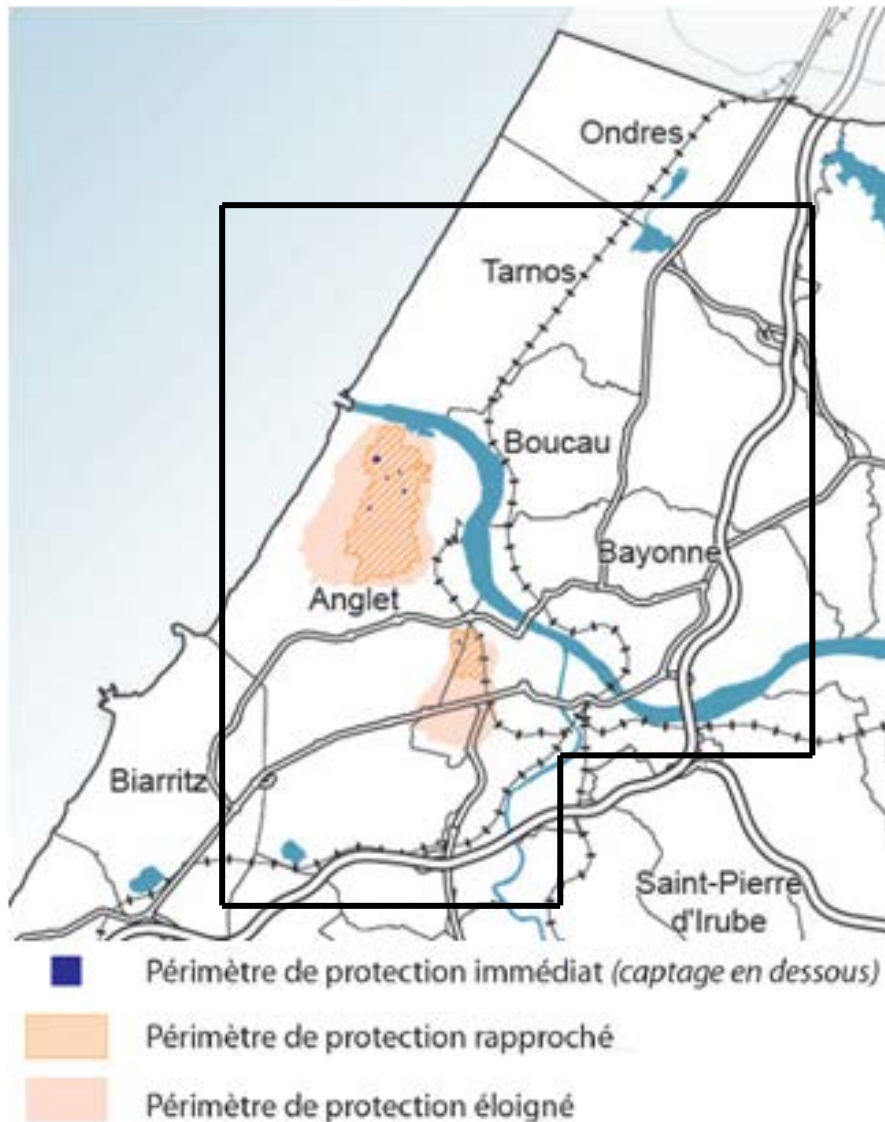 Ondres
Tarnos
Boucau
Bayonne
Anglet
Biarritz
Saint-Pierre
d'Irube
Périmètre de protection immédiat (captage en dessous)
Périmètre de protection rapproché
Périmètre de protection éloigné